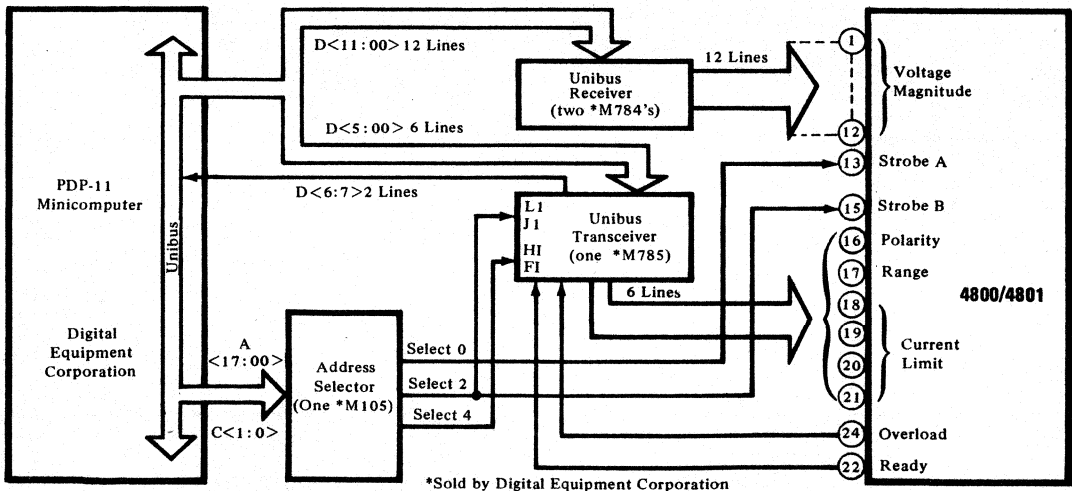 D<11:00> 12 Lines
Unibus
Receiver
(two *M784's)
12 Lines
1
12
Voltage
Magnitude
D<5:00> 6 Lines
13
Strobe A
PDP-11
Minicomputer
Unibus
D<6:7>2 Lines
L1
J1
HI
FI
Unibus
Transceiver
(one *M785)
15
Strobe B
16
Polarity
17
Range
6 Lines
18
19
20
21
Current
Limit
4800/4801
Digital
Equipment
Corporation
A
<17:00>
C<1:0>
Address
Selector
(One *M105)
Select 0
Select 2
Select 4
24
Overload
22
Ready
*Sold by Digital Equipment Corporation